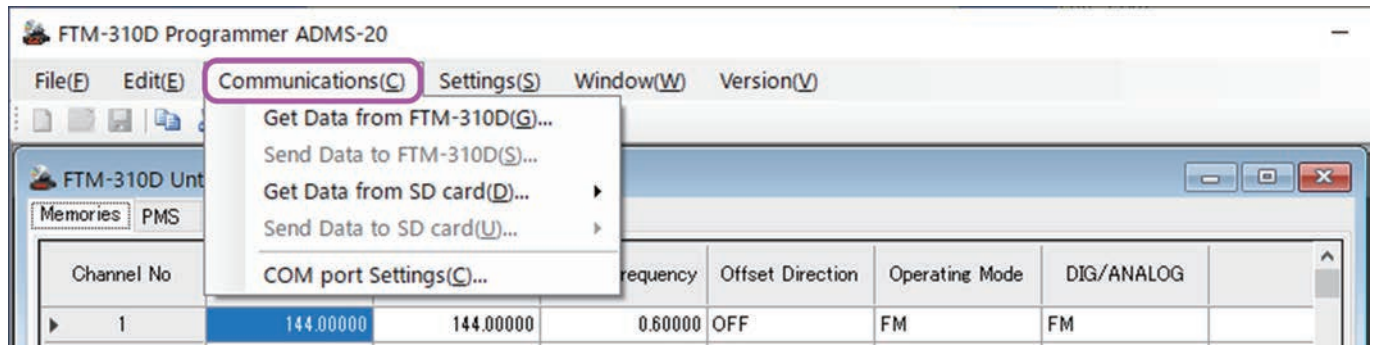 FTM-310D Programmer ADMS-20
File(F) Edit(E) Communications(C) Settings(S) Window(W) Version(V)
Get Data from FTM-310D(G)...
Send Data to FTM-310D(S)...
Get Data from SD card(D)...
Send Data to SD card(U)...
COM port Settings(C)...
FTM-310D Unt
Memories PMS
Channel No requency Offset Direction Operating Mode DIG/ANALOG
1 144.00000 144.00000 0.60000 OFF FM FM